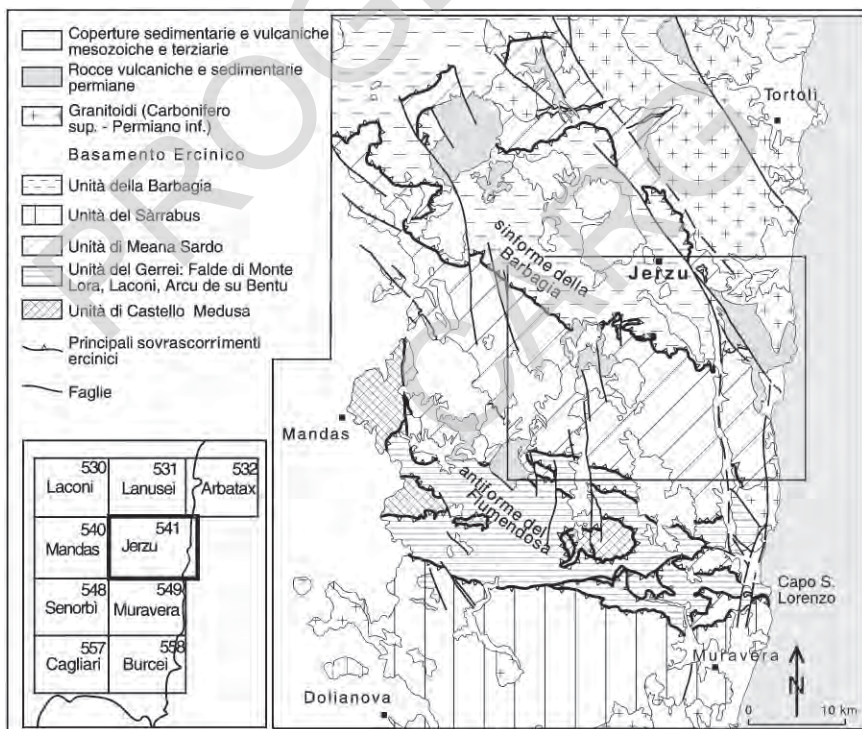 Coperture sedimentarie e vulcaniche
mesozoiche e terziarie
Rocce vulcaniche e sedimentarie
permiane
Granitoidi (Carbonifero
sup. - Permiano inf.)
Basamento Ercinico
Unità della Barbagia
Unità del Sàrrabus
Unità di Meana Sardo
Unità del Gerrei: Falde di Monte
Lora, Laconi, Arcu de su Bentu
Unità di Castello Medusa
Principali sovrascorrimenti
ercinici
Faglie
530
Laconi
531
Lanusei
532
Arbatax
540
Mandas
541
Jerzu
548
Senorbì
549
Muravera
557
Cagliari
558
Burcei
Tortolì
sinforme della
Barbagia
Jerzu
Mandas
antiforme del
Flumendosa
Capo S.
Lorenzo
Muravera
Dolianova
N
0 10 km
CARG